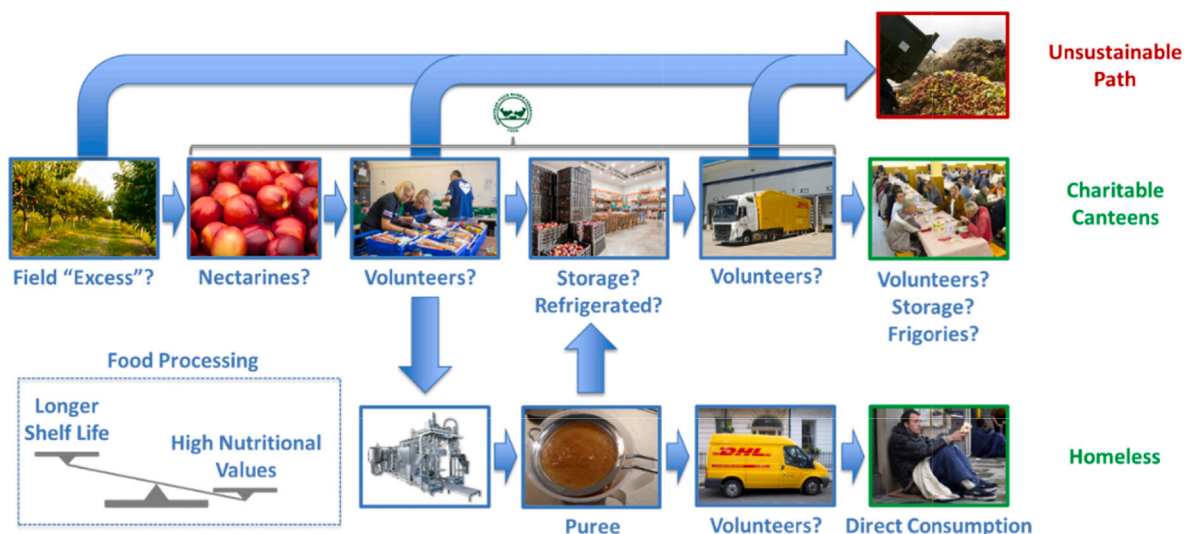 Unsustainable
Path
Field "Excess"?
Nectarines?
Volunteers?
Storage?
Refrigerated?
Volunteers?
Volunteers?
Storage?
Frigories?
Charitable
Canteens
Food Processing
Longer
Shelf Life
High Nutritional
Values
DHL
Puree
Volunteers?
Direct Consumption
Homeless